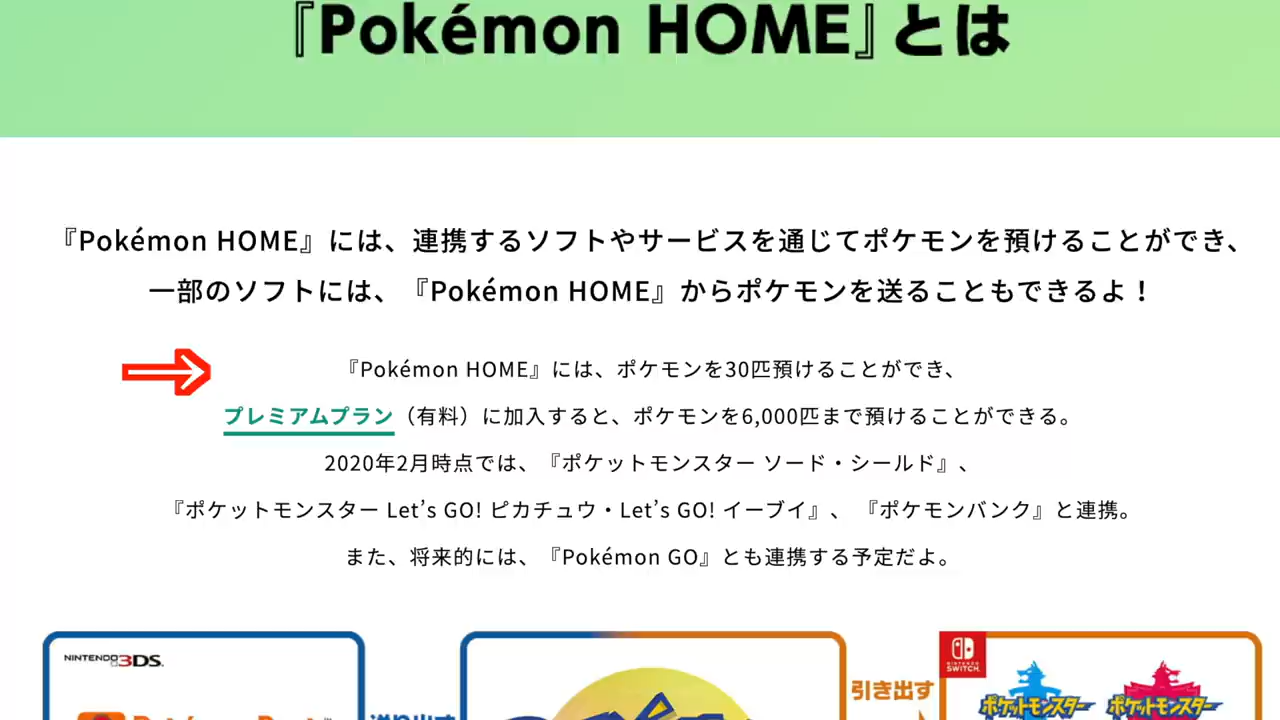 『Pokémon HOME』とは
『Pokémon HOME』には、連携するソフトやサービスを通じてポケモンを預けることができ、
一部のソフトには、『Pokémon HOME』からポケモンを送ることもできるよ！
『Pokémon HOME』には、ポケモンを30匹預けることができ、
プレミアムプラン（有料）に加入すると、ポケモンを6,000匹まで預けることができる。
2020年2月時点では、『ポケットモンスター ソード・シールド』、
『ポケットモンスター Let’s GO! ピカチュウ・Let’s GO! イーブイ』、『ポケモンバンク』と連携。
また、将来的には、『Pokémon GO』とも連携する予定だよ。
NINTENDO 3DS
NINTENDO SWITCH
引き出す
ポケットモンスター ポケットモンスター